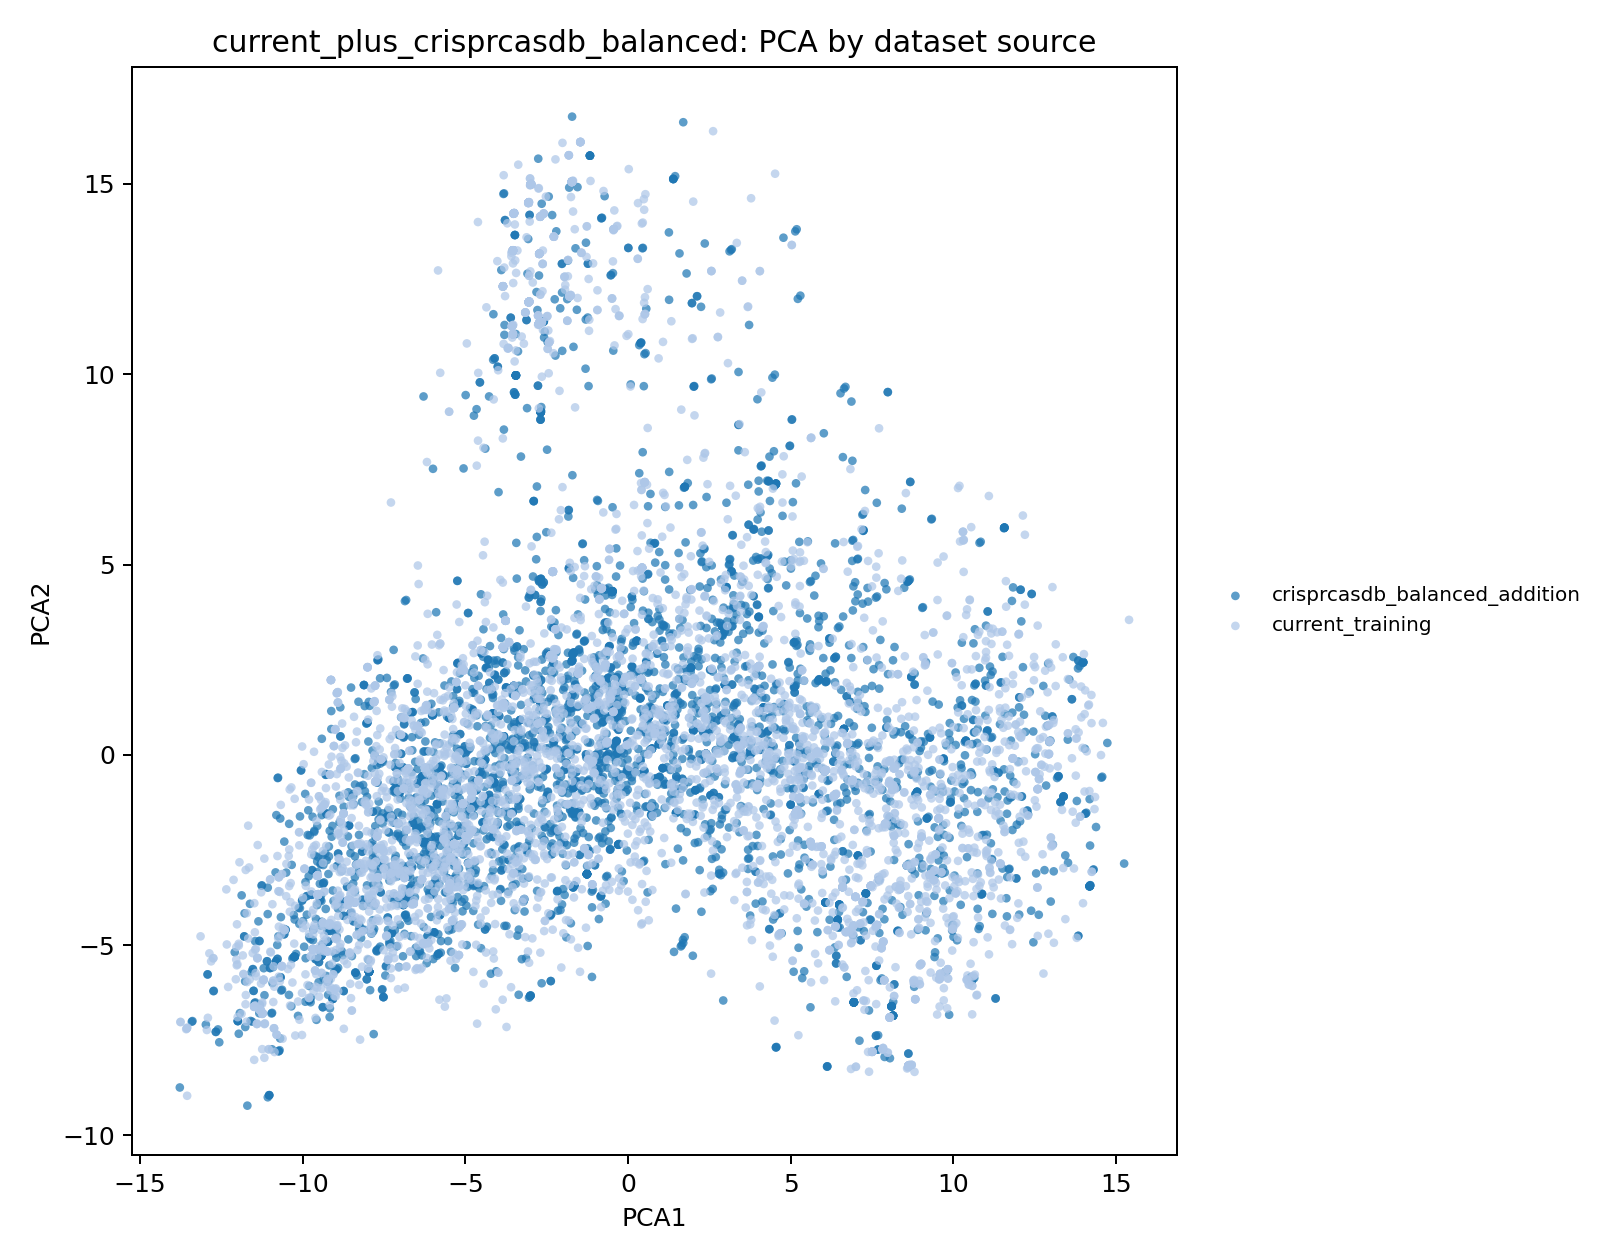 current_plus_crisprcasdb_balanced: PCA by dataset source
PCA2
15
10
5
0
−5
−10
−15
−10
−5
0
5
10
15
PCA1
crisprcasdb_balanced_addition
current_training